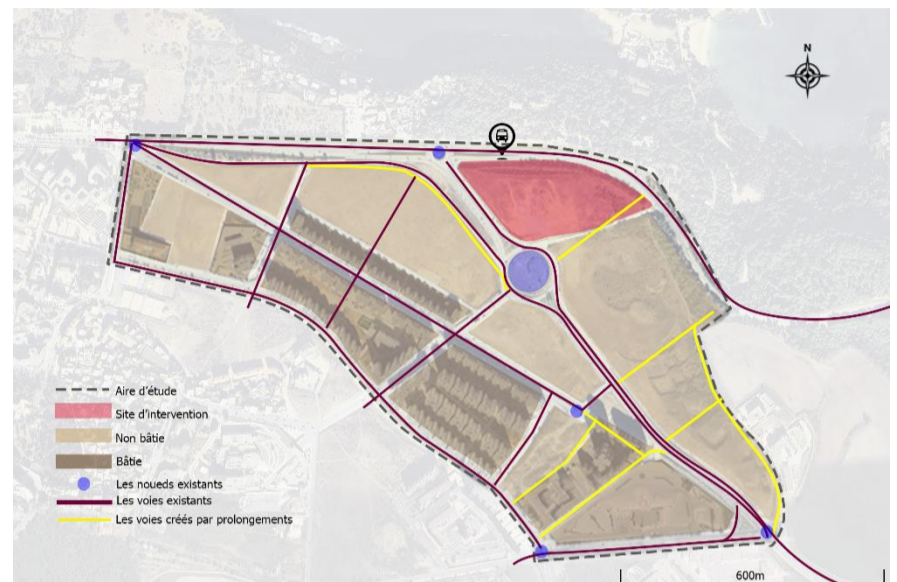 N
Aire d'étude
Site d'intervention
Non bâtie
Bâtie
Les noueds existants
Les voies existants
Les voies créés par prolongements
600m